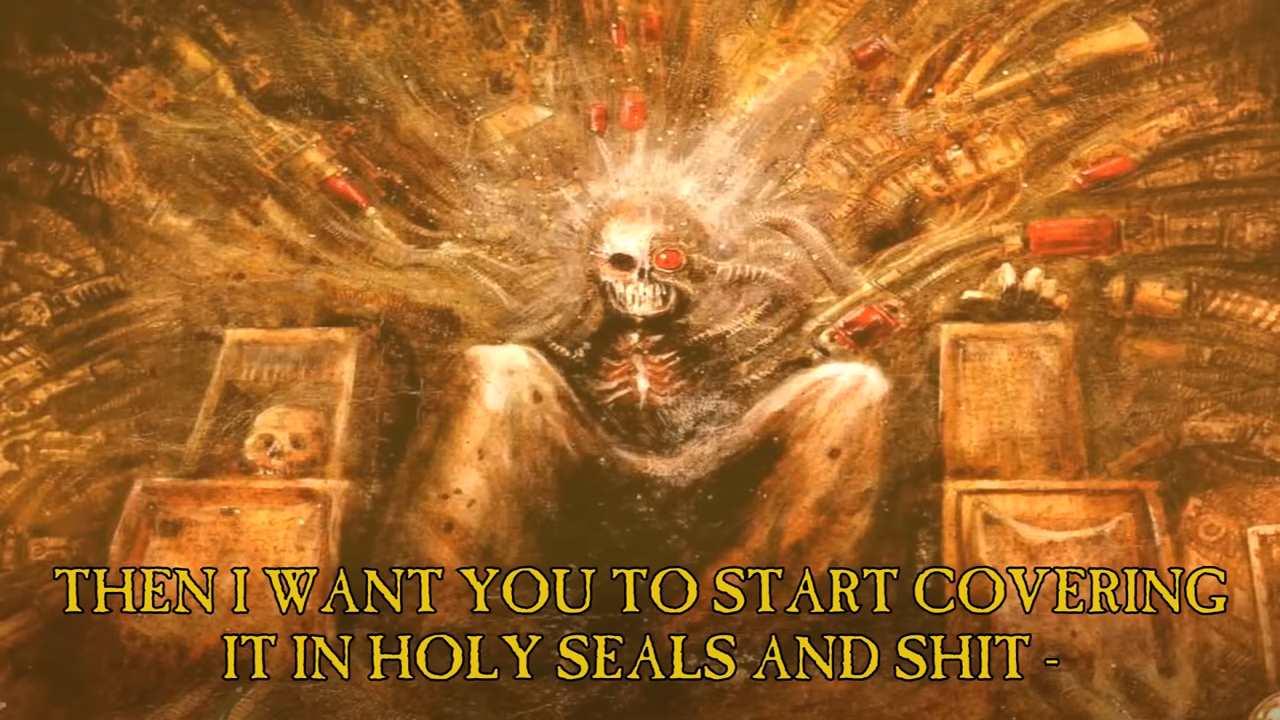 THEN I WANT YOU TO START COVERING
IT IN HOLY SEALS AND SHIT -